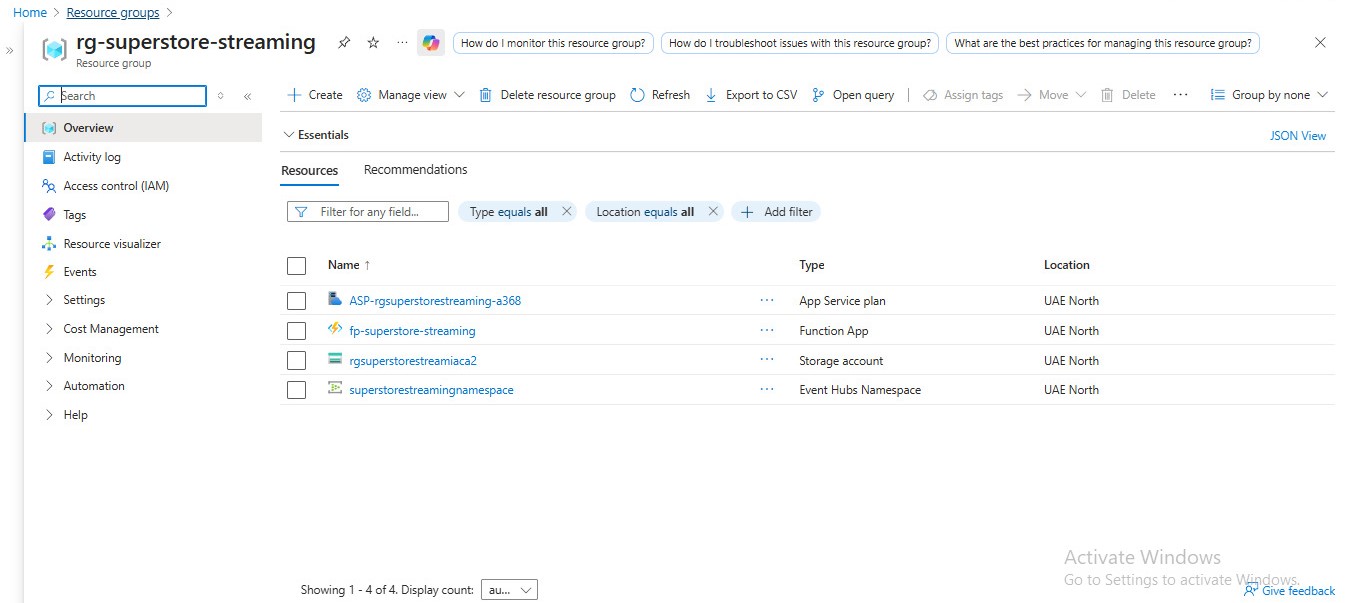 Home > Resource groups >
» rg-superstore-streaming ... How do I monitor this resource group? How do I troubleshoot issues with this resource group? What are the best practices for managing this resource group?
Resource group
Search « Create Manage view Delete resource group Refresh Export to CSV Open query | Assign tags Move Delete ... Group by none
Overview
Activity log
Access control (IAM)
Tags
Resource visualizer
Events
Settings
Cost Management
Monitoring
Automation
Help
Essentials JSON View
Resources Recommendations
Filter for any field... Type equals all Location equals all Add filter
Name ↑ Type Location
ASP-rgsuperstorestreaming-a368 ... App Service plan UAE North
fp-superstore-streaming ... Function App UAE North
rgsuperstorestreamiaca2 ... Storage account UAE North
superstorestreamingnamespace ... Event Hubs Namespace UAE North
Activate Windows
Go to Settings to activate Windows.
Showing 1 - 4 of 4. Display count: au... Give feedback